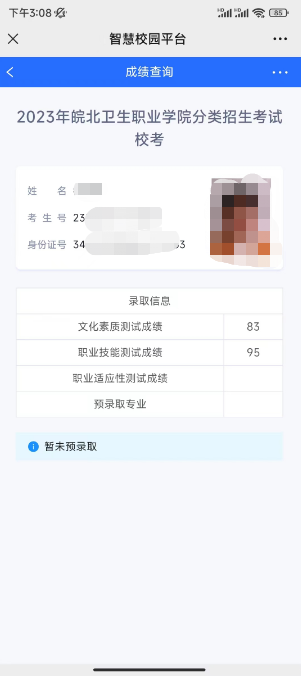 下午3:08
HD HD 85
智慧校园平台
成绩查询
2023年皖北卫生职业学院分类招生考试
校考
姓 名
考 生 号 23
身份证号 34 63
录取信息
文化素质测试成绩 83
职业技能测试成绩 95
职业适应性测试成绩
预录取专业
暂未预录取